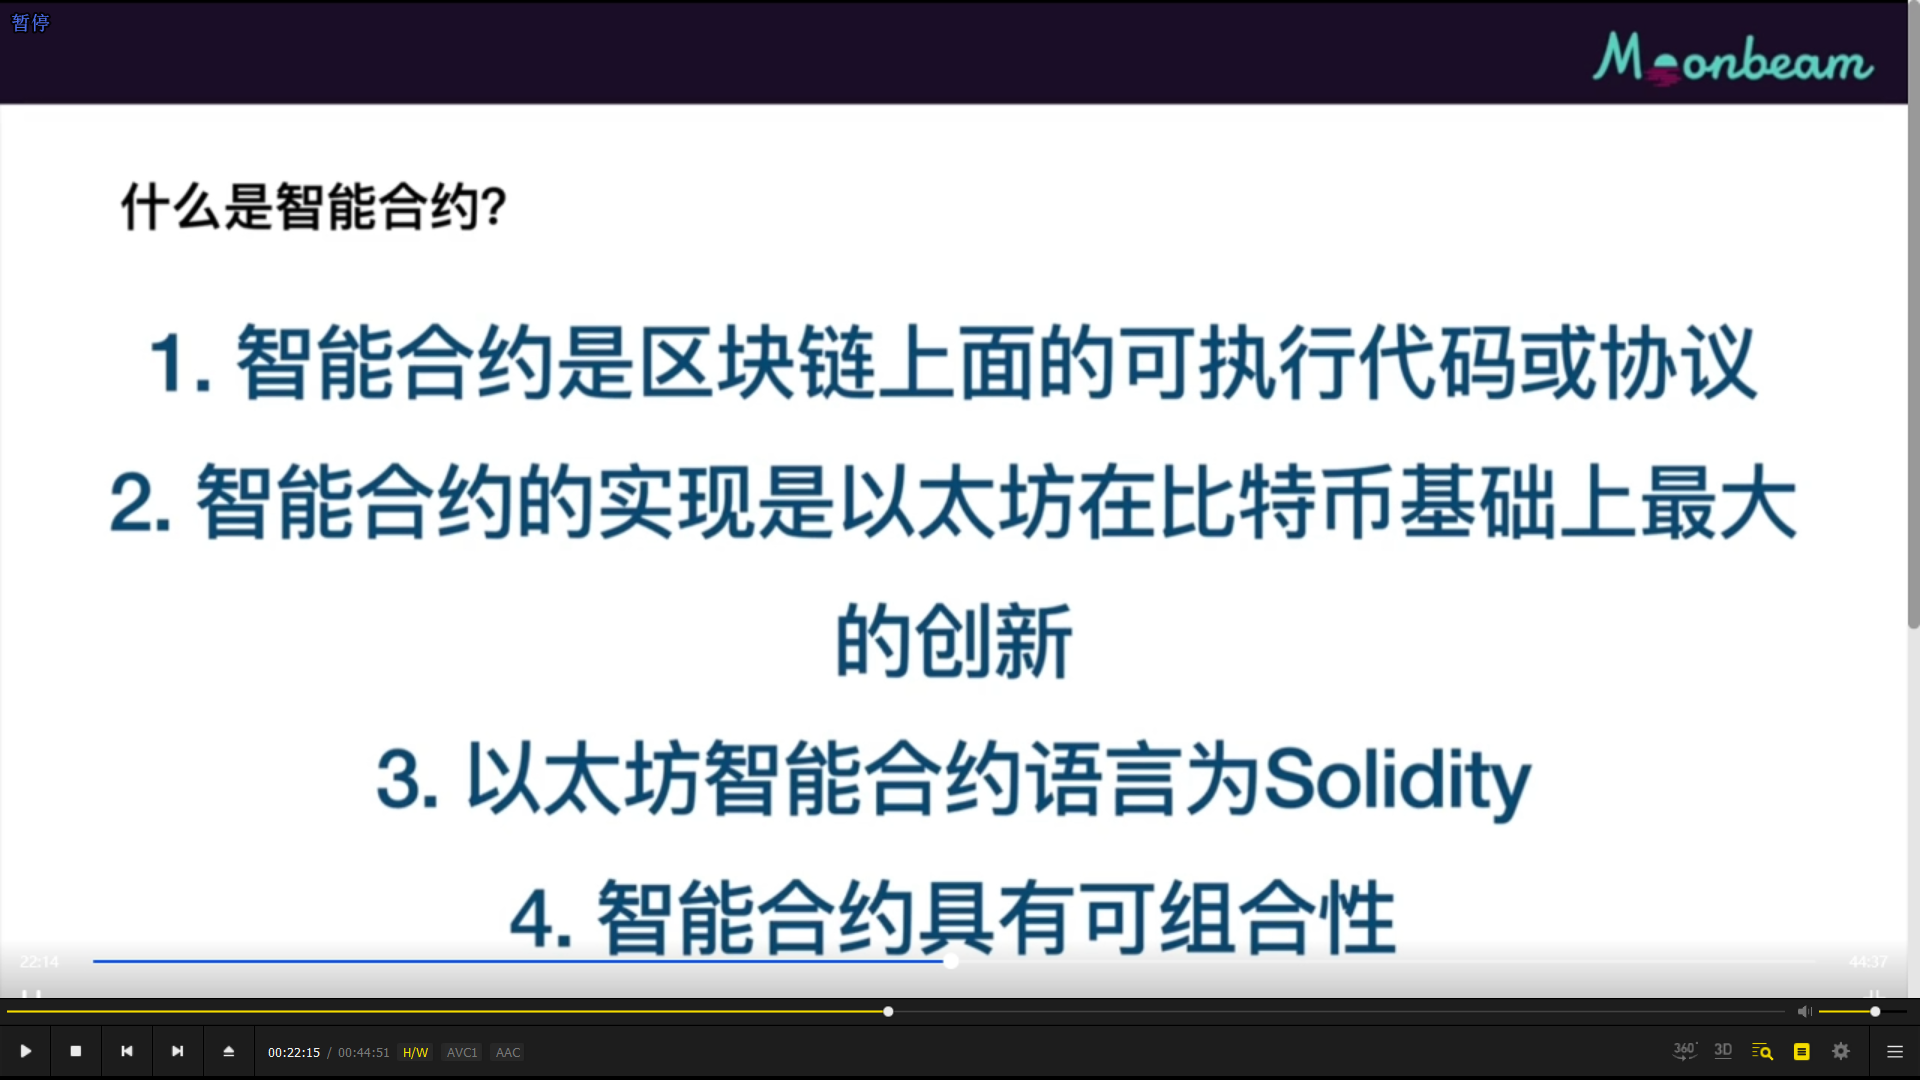 暂停
Moonbeam
什么是智能合约?
1. 智能合约是区块链上面的可执行代码或协议
2. 智能合约的实现是以太坊在比特币基础上最大
的创新
3. 以太坊智能合约语言为Solidity
4. 智能合约具有可组合性
22:14
44:37
00:22:15 / 00:44:51 H/W AVC1 AAC
360° 3D